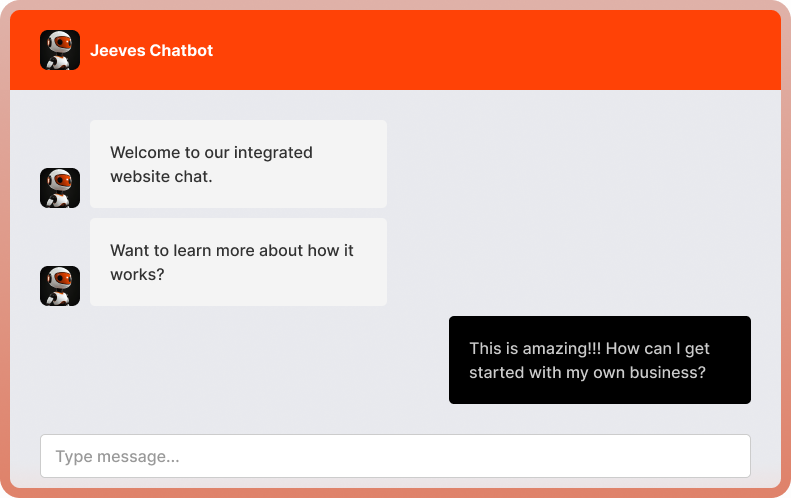 Jeeves Chatbot
Welcome to our integrated
website chat.
Want to learn more about how it
works?
This is amazing!!! How can I get
started with my own business?
Type message...